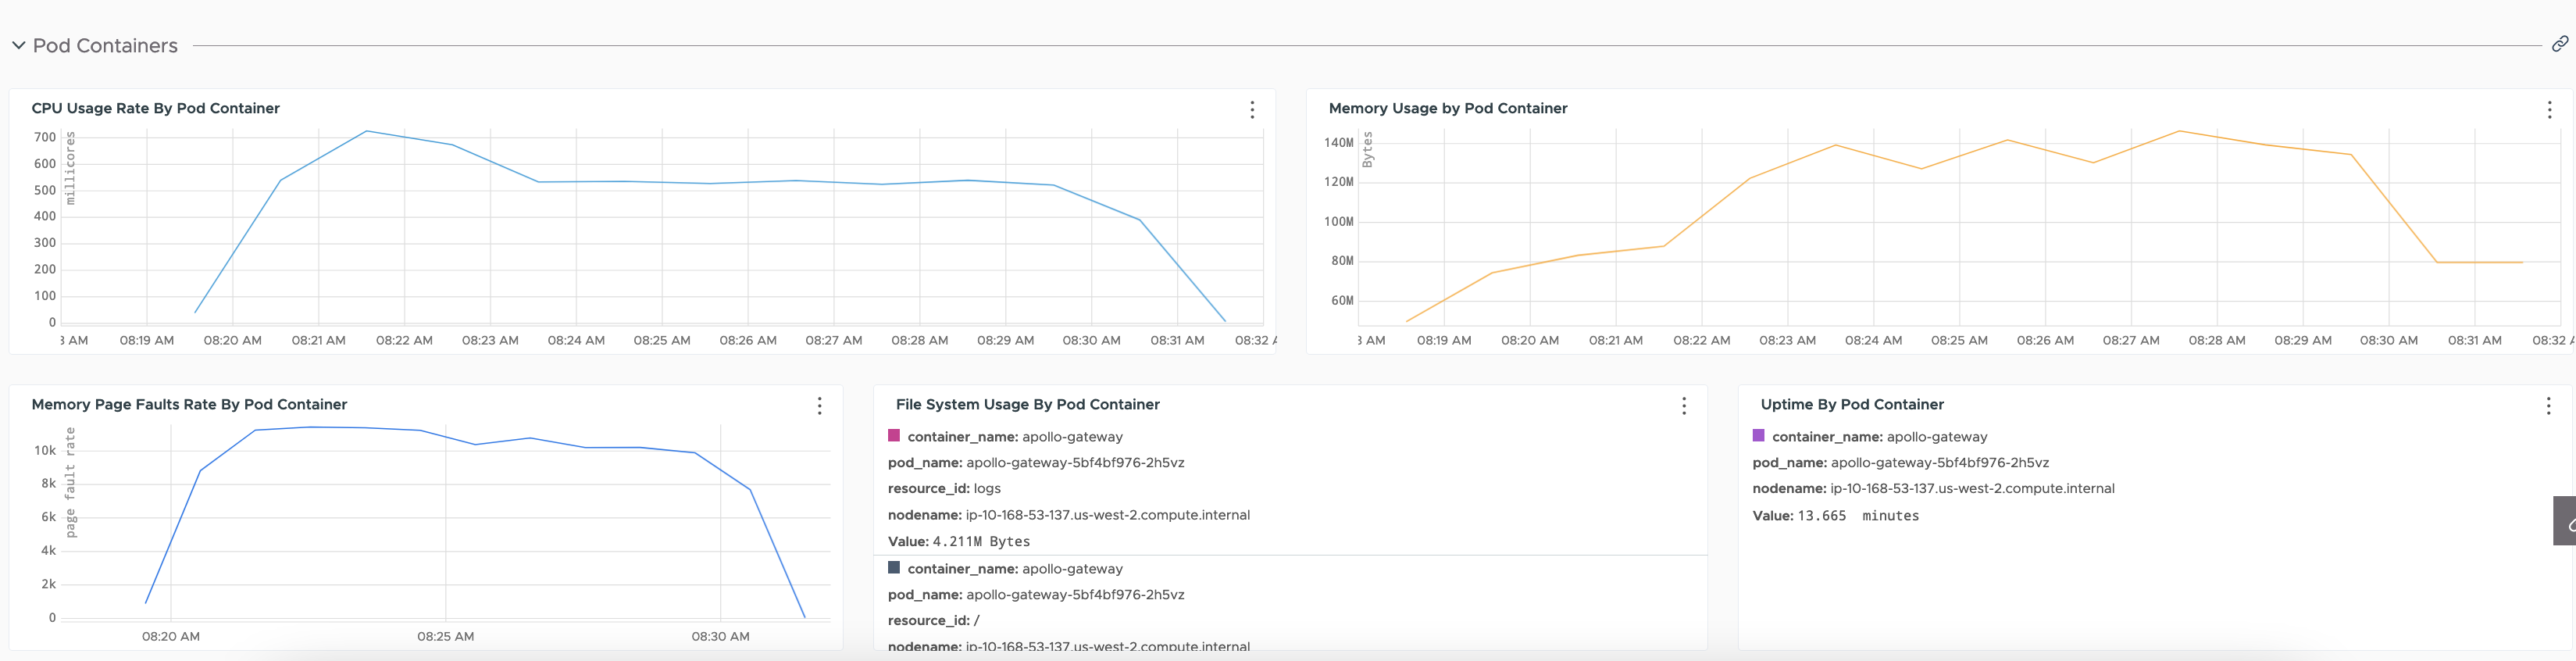 Pod Containers
CPU Usage Rate By Pod Container
700
600
500
400
300
200
100
0
millicores
3 AM 08:19 AM 08:20 AM 08:21 AM 08:22 AM 08:23 AM 08:24 AM 08:25 AM 08:26 AM 08:27 AM 08:28 AM 08:29 AM 08:30 AM 08:31 AM 08:32
Memory Usage by Pod Container
140M
120M
100M
80M
60M
Bytes
3 AM 08:19 AM 08:20 AM 08:21 AM 08:22 AM 08:23 AM 08:24 AM 08:25 AM 08:26 AM 08:27 AM 08:28 AM 08:29 AM 08:30 AM 08:31 AM 08:32
Memory Page Faults Rate By Pod Container
10k
8k
6k
4k
2k
0
page fault rate
08:20 AM 08:25 AM 08:30 AM
File System Usage By Pod Container
container_name: apollo-gateway
pod_name: apollo-gateway-5bf4bf976-2h5vz
resource_id: logs
nodename: ip-10-168-53-137.us-west-2.compute.internal
Value: 4.211M Bytes
container_name: apollo-gateway
pod_name: apollo-gateway-5bf4bf976-2h5vz
resource_id: /
nodename: ip-10-168-53-137.us-west-2.compute.internal
Uptime By Pod Container
container_name: apollo-gateway
pod_name: apollo-gateway-5bf4bf976-2h5vz
nodename: ip-10-168-53-137.us-west-2.compute.internal
Value: 13.665 minutes